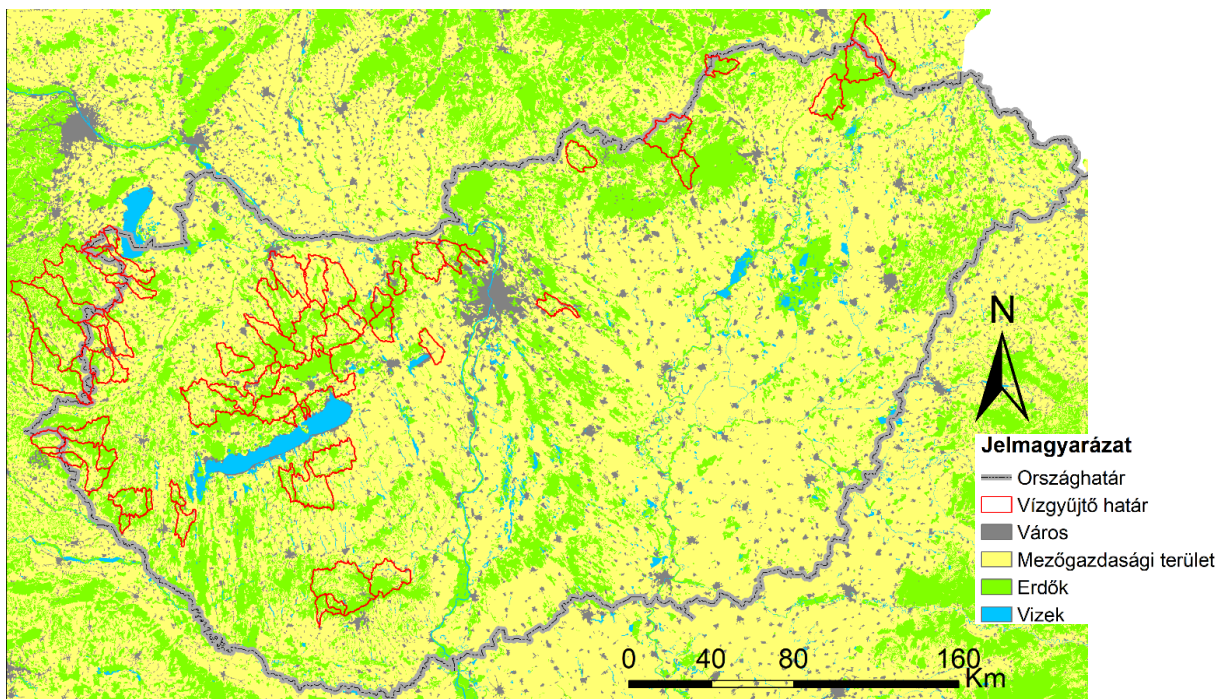 N
Jelmagyarázat
Országhatár
Vízgyűjtő határ
Város
Mezőgazdasági terület
Erdők
Vizek
0 40 80 160
Km